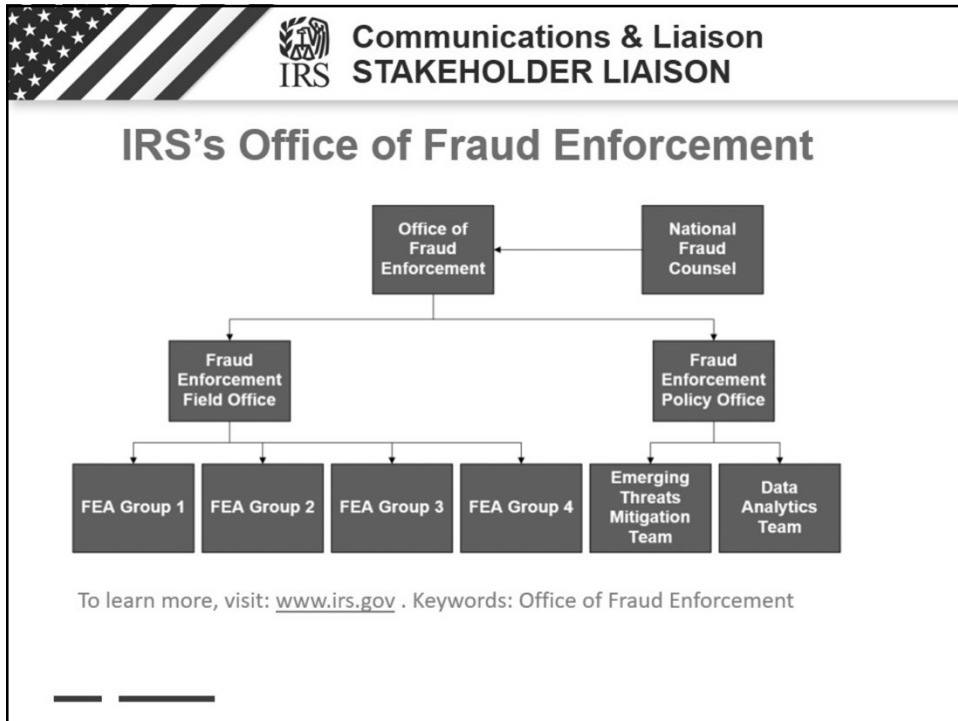 IRS
Communications & Liaison
STAKEHOLDER LIAISON
IRS's Office of Fraud Enforcement
Office of
Fraud
Enforcement
National
Fraud
Counsel
Fraud
Enforcement
Field Office
Fraud
Enforcement
Policy Office
FEA Group 1
FEA Group 2
FEA Group 3
FEA Group 4
Emerging
Threats
Mitigation
Team
Data
Analytics
Team
To learn more, visit: www.irs.gov . Keywords: Office of Fraud Enforcement